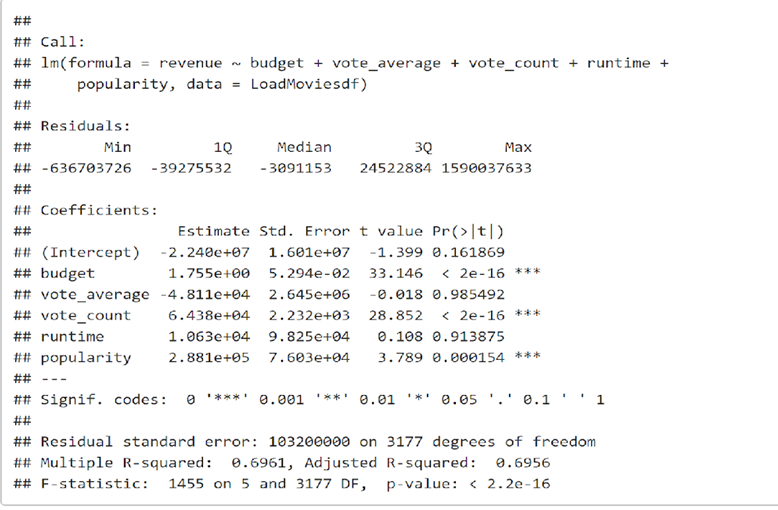 ##
## Call:
## lm(formula = revenue ~ budget + vote_average + vote_count + runtime +
##     popularity, data = LoadMoviesdf)
##
## Residuals:
##        Min         1Q     Median         3Q        Max
## -636703726  -39275532   -3091153   24522884 1590037633
##
## Coefficients:
##                Estimate Std. Error t value Pr(>|t|)
## (Intercept)  -2.240e+07  1.601e+07  -1.399 0.161869
## budget        1.755e+00  5.294e-02  33.146  < 2e-16 ***
## vote_average -4.811e+04  2.645e+06  -0.018 0.985492
## vote_count    6.438e+04  2.232e+03  28.852  < 2e-16 ***
## runtime       1.063e+04  9.825e+04   0.108 0.913875
## popularity    2.881e+05  7.603e+04   3.789 0.000154 ***
## ---
## Signif. codes:  0 '***' 0.001 '**' 0.01 '*' 0.05 '.' 0.1 ' ' 1
##
## Residual standard error: 103200000 on 3177 degrees of freedom
## Multiple R-squared:  0.6961, Adjusted R-squared:  0.6956
## F-statistic:  1455 on 5 and 3177 DF,  p-value: < 2.2e-16